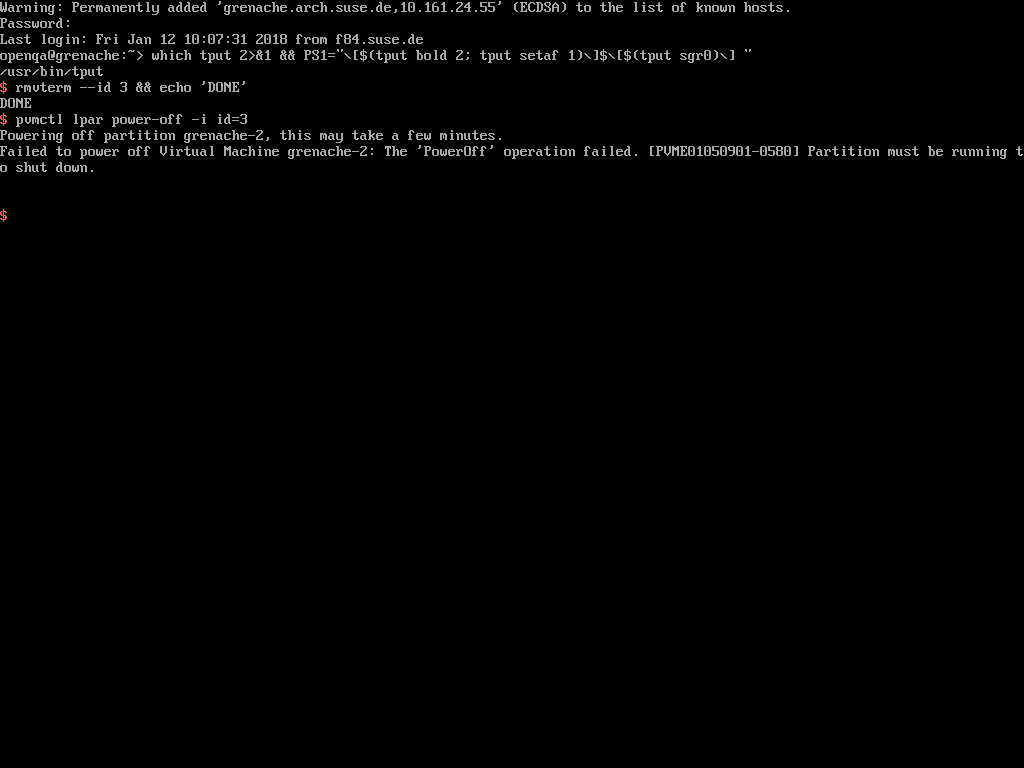 Warning: Permanently added 'grenache.arch.suse.de,10.161.24.55' (ECDSA) to the list of known hosts.
Password:
Last login: Fri Jan 12 10:07:31 2018 from f84.suse.de
openqa@grenache:~> which tput 2>&1 && PS1="\[$(tput bold 2; tput setaf 1)\]$\[$(tput sgr0)\] "
/usr/bin/tput
$ rmvterm --id 3 && echo 'DONE'
DONE
$ pvmctl lpar power-off -i id=3
Powering off partition grenache-2, this may take a few minutes.
Failed to power off Virtual Machine grenache-2: The 'PowerOff' operation failed. [PVME01050901-0580] Partition must be running t
o shut down.
$